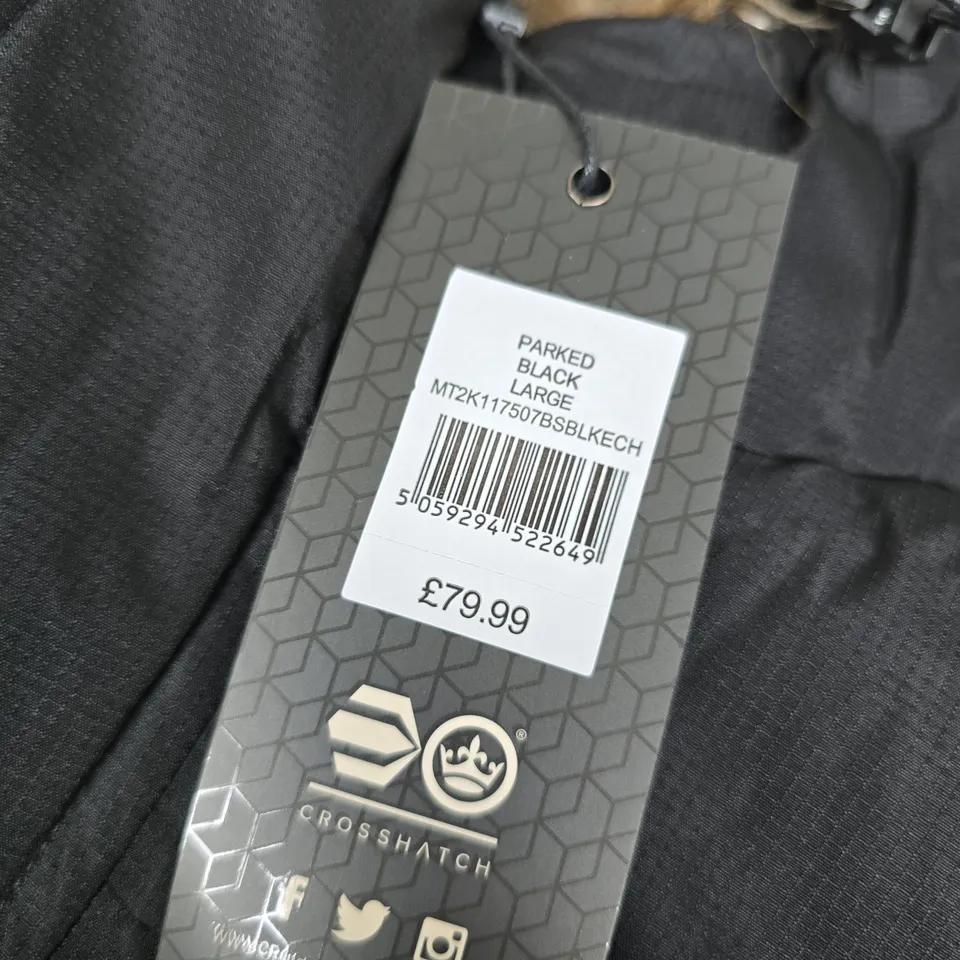 PARKED
BLACK
LARGE
MT2K117507BSBLKECH
5 059294 522649
£79.99
®
CROSSHATCH